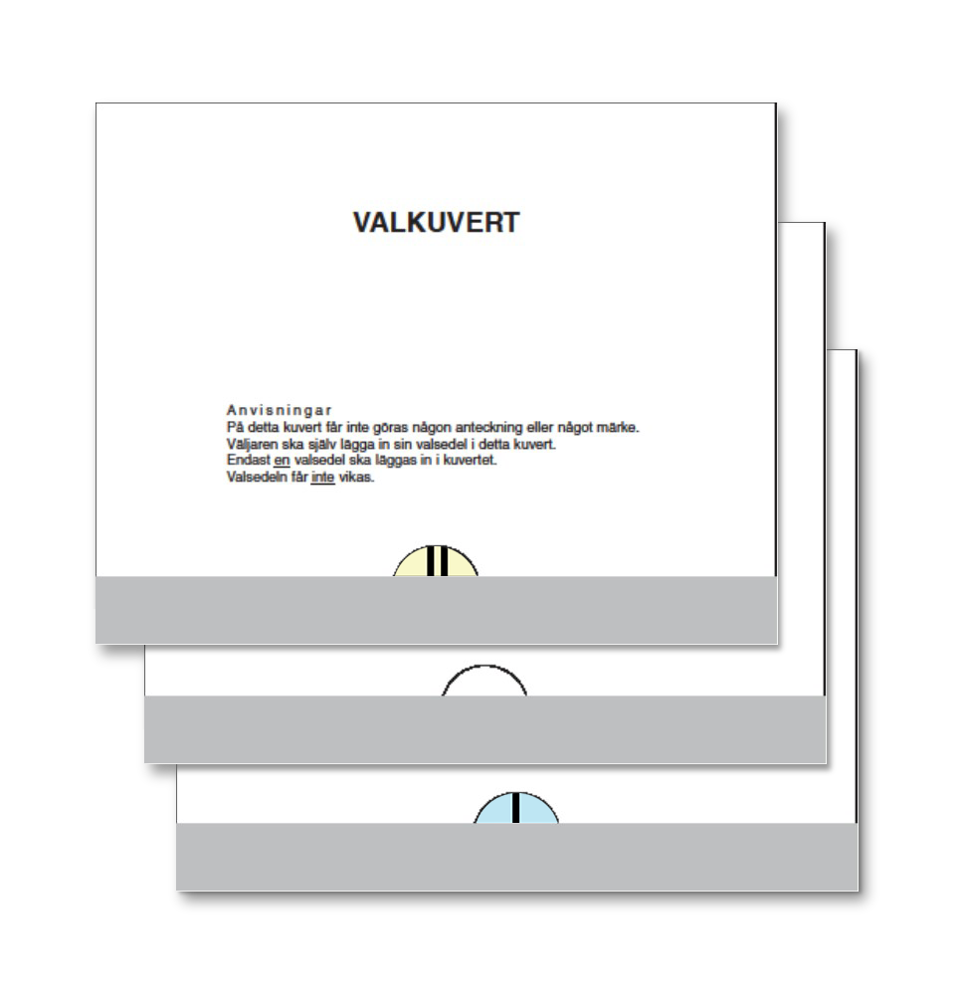 VALKUVERT
Anvisningar
På detta kuvert får inte göras någon anteckning eller något märke.
Väljaren ska själv lägga in sin valsedel i detta kuvert.
Endast en valsedel ska läggas in i kuvertet.
Valsedeln får inte vikas.